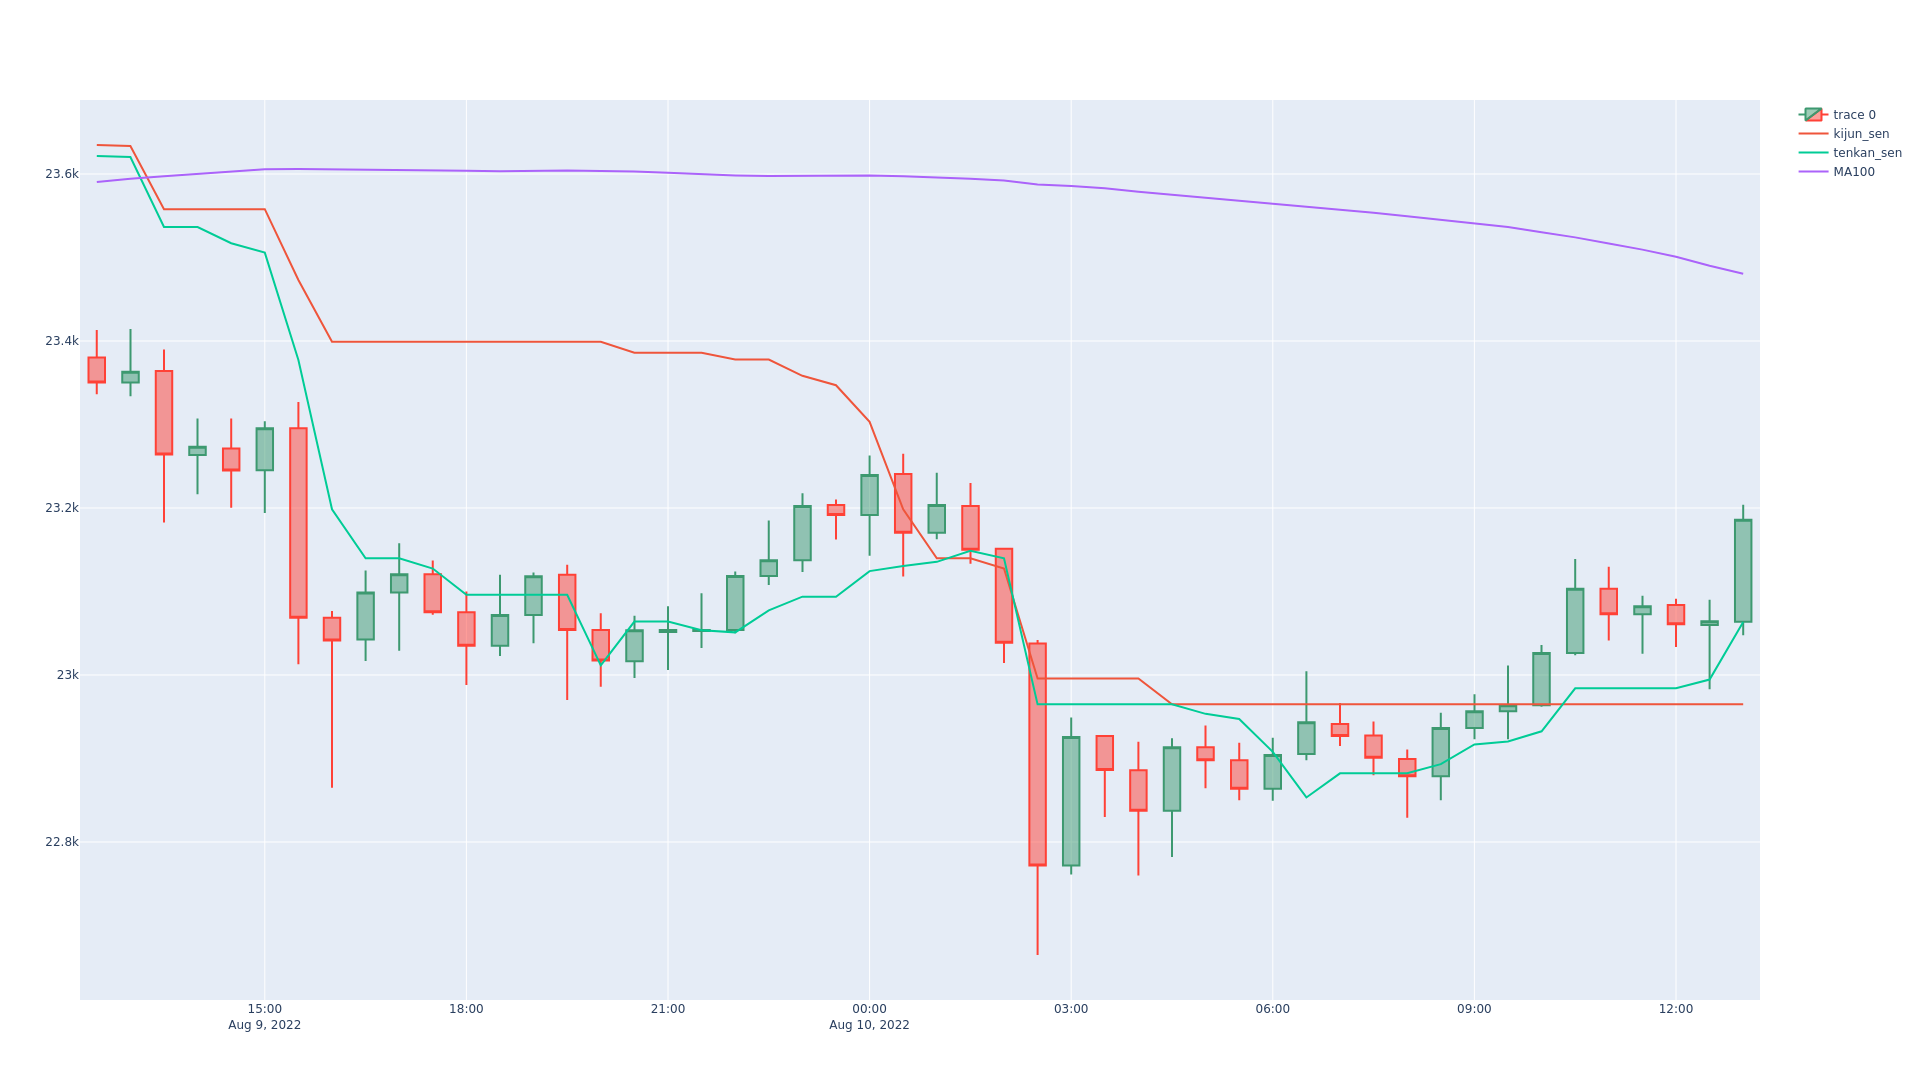 trace 0
kijun_sen
tenkan_sen
MA100
23.6k
23.4k
23.2k
23k
22.8k
15:00 18:00 21:00 00:00 03:00 06:00 09:00 12:00
Aug 9, 2022 Aug 10, 2022